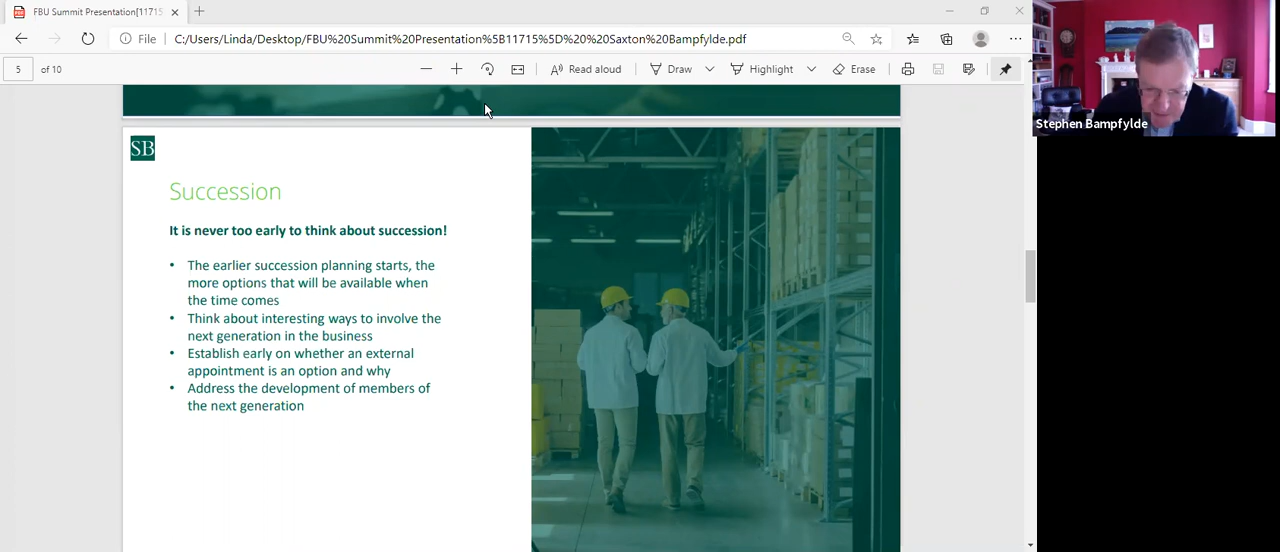 FBU Summit Presentation[11715
File
C:/Users/Linda/Desktop/FBU%20Summit%20Presentation%5B11715%5D%20%20Saxton%20Bampfylde.pdf
5 of 10
Read aloud
Draw
Highlight
Erase
Stephen Bampfylde
SB
Succession
It is never too early to think about succession!
• The earlier succession planning starts, the
more options that will be available when
the time comes
• Think about interesting ways to involve the
next generation in the business
• Establish early on whether an external
appointment is an option and why
• Address the development of members of
the next generation